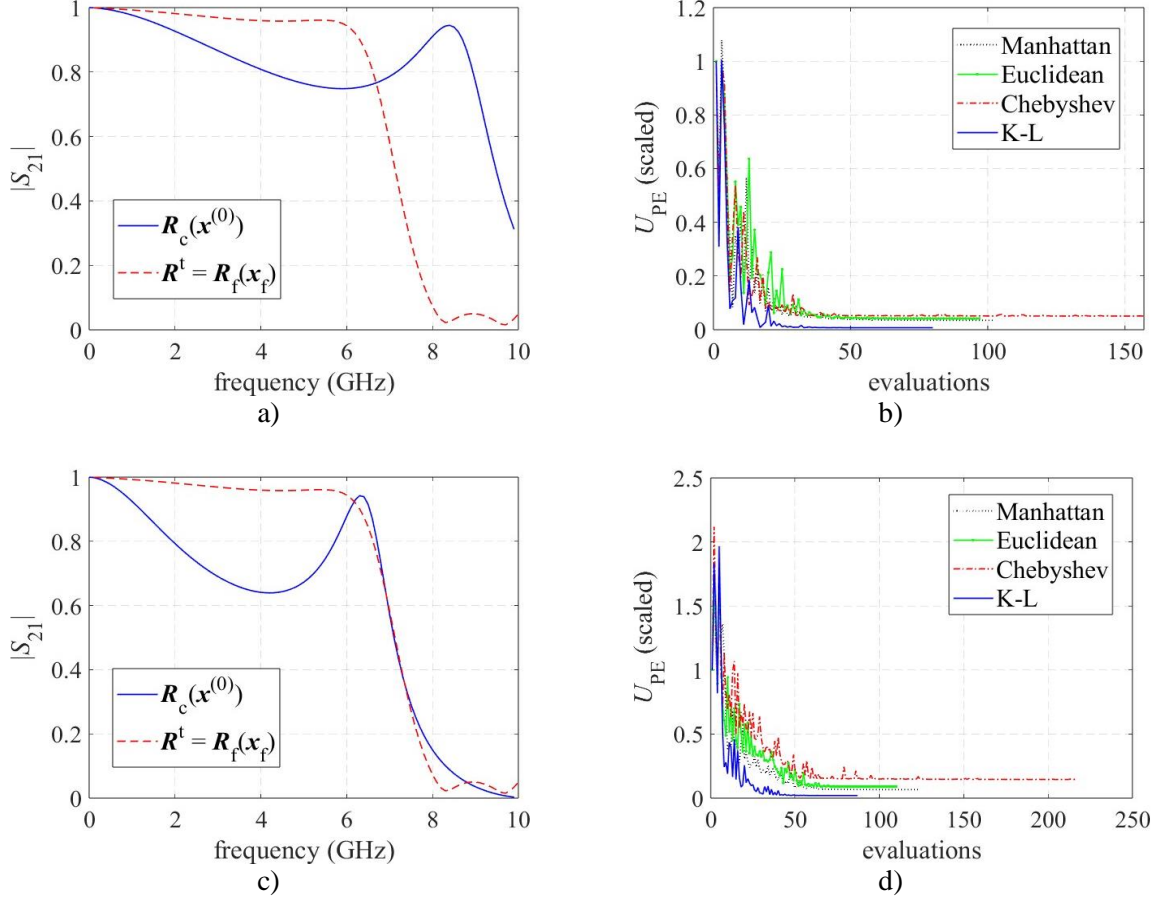 1
0.8
0.6
0.4
0.2
0
|S21|
Rc(x(0))
Rt = Rf(xf)
0 2 4 6 8 10
frequency (GHz)
a)
1.2
1
0.8
0.6
0.4
0.2
0
UPE (scaled)
Manhattan
Euclidean
Chebyshev
K-L
0 50 100 150
evaluations
b)
1
0.8
0.6
0.4
0.2
0
|S21|
Rc(x(0))
Rt = Rf(xf)
0 2 4 6 8 10
frequency (GHz)
c)
2.5
2
1.5
1
0.5
0
UPE (scaled)
Manhattan
Euclidean
Chebyshev
K-L
0 50 100 150 200 250
evaluations
d)